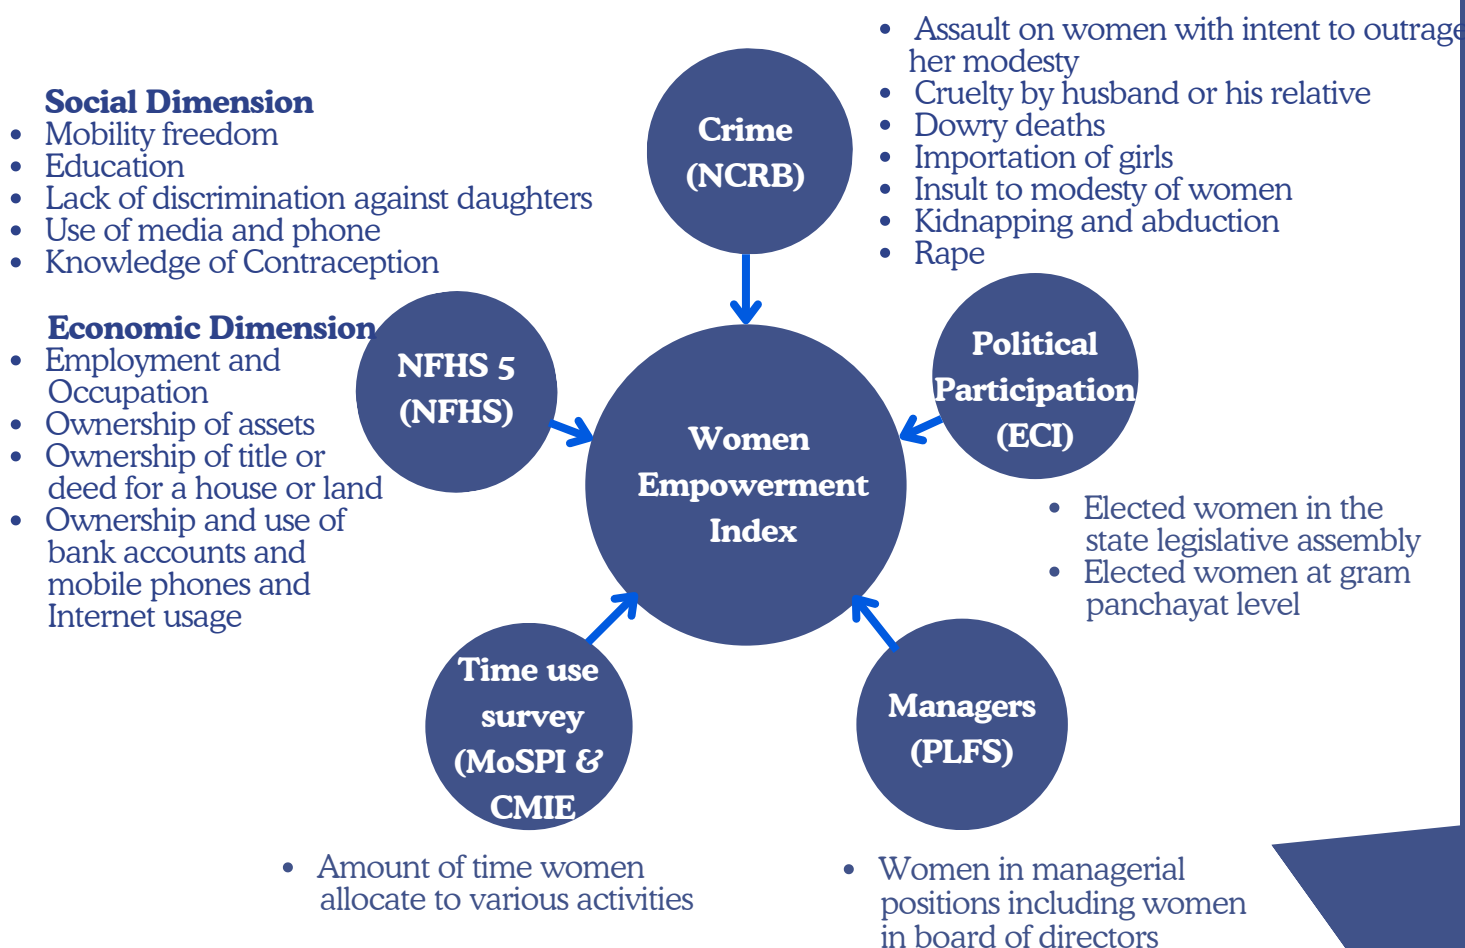 Social Dimension
• Mobility freedom
• Education
• Lack of discrimination against daughters
• Use of media and phone
• Knowledge of Contraception
Economic Dimension
• Employment and
Occupation
• Ownership of assets
• Ownership of title or
deed for a house or land
• Ownership and use of
bank accounts and
mobile phones and
Internet usage
NFHS 5
(NFHS)
Crime
(NCRB)
• Assault on women with intent to outrage
her modesty
• Cruelty by husband or his relative
• Dowry deaths
• Importation of girls
• Insult to modesty of women
• Kidnapping and abduction
• Rape
Women
Empowerment
Index
Political
Participation
(ECI)
• Elected women in the
state legislative assembly
• Elected women at gram
panchayat level
Time use
survey
(MoSPI &
CMIE
• Amount of time women
allocate to various activities
Managers
(PLFS)
• Women in managerial
positions including women
in board of directors